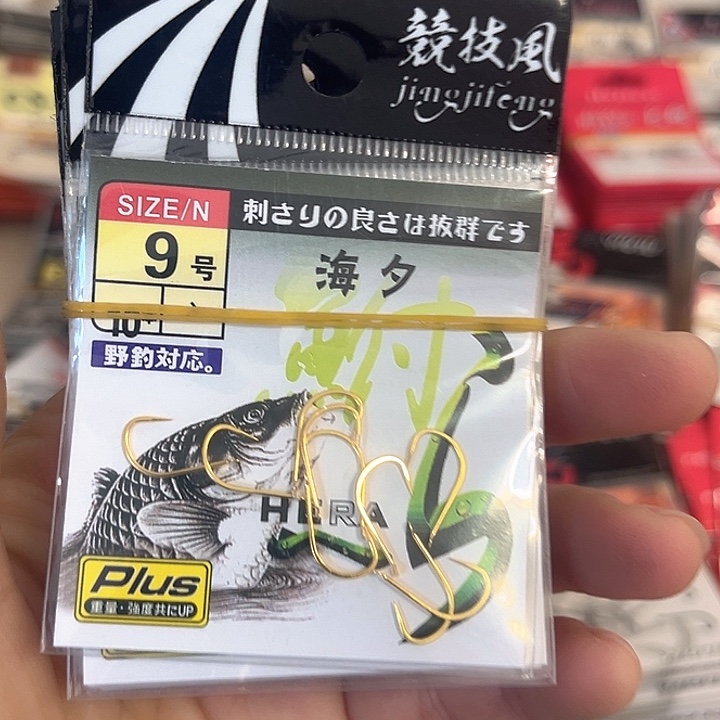 競技風
jingjifeng
SIZE/N
刺さりの良さは抜群です
9号
海夕
鮒
野釣対応。
HERA
Plus
重量・強度共にUP